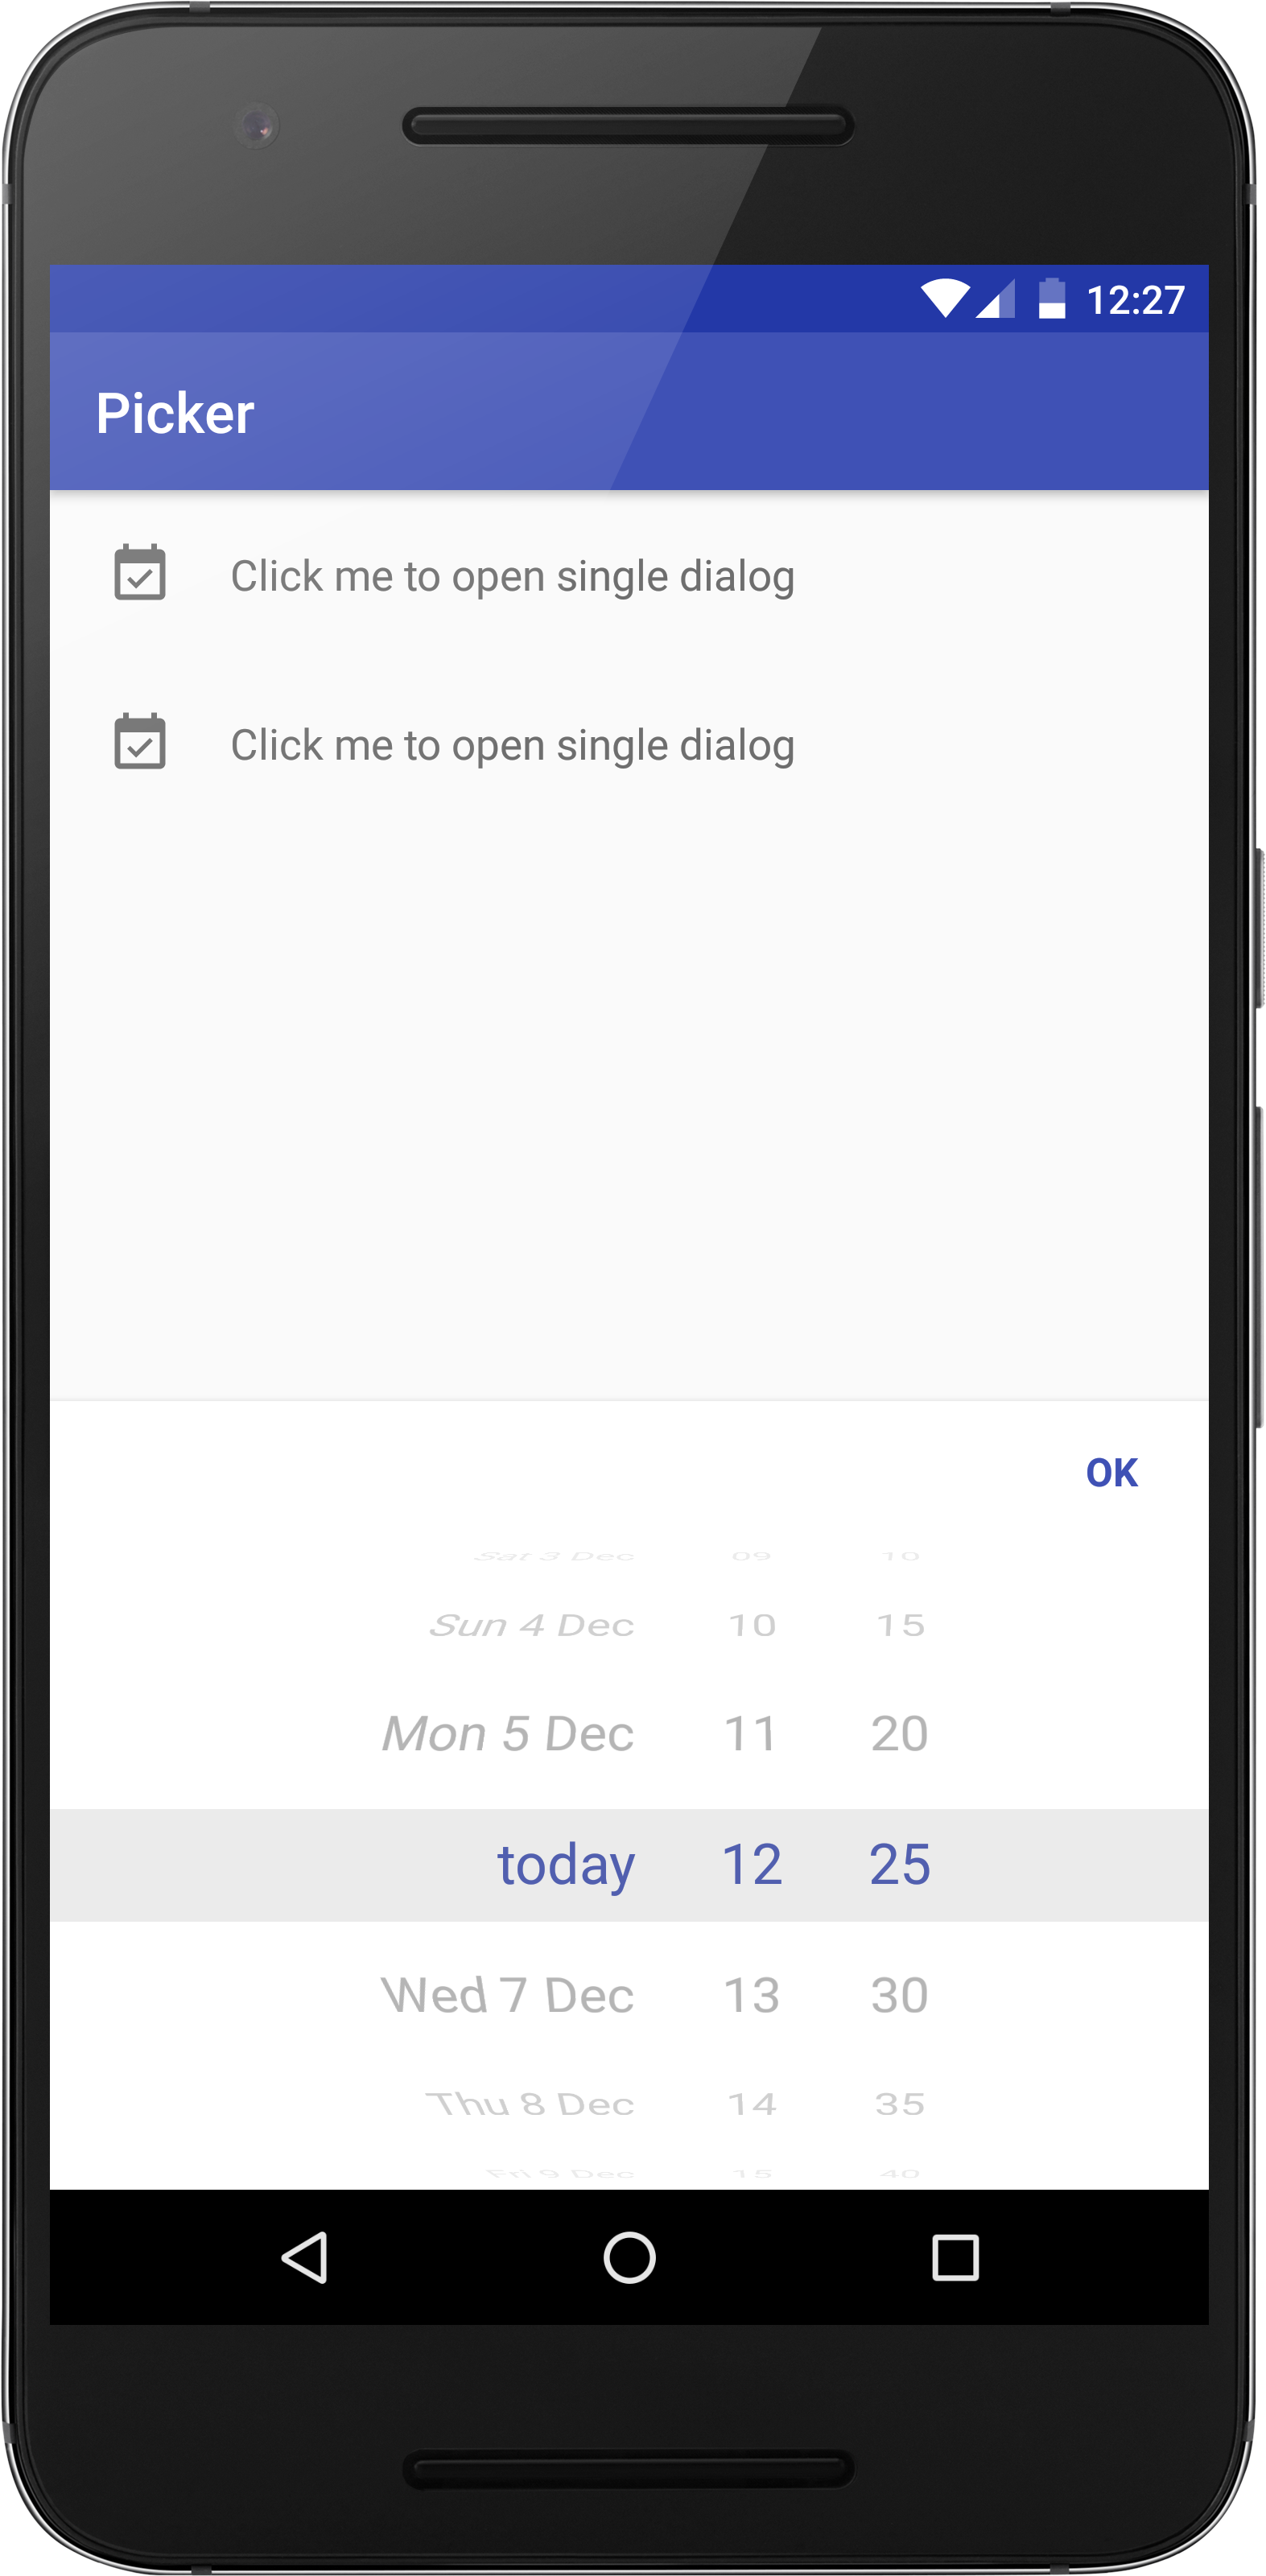 12:27
Picker
Click me to open single dialog
Click me to open single dialog
OK
Sat 3 Dec 09 10
Sun 4 Dec 10 15
Mon 5 Dec 11 20
today 12 25
Wed 7 Dec 13 30
Thu 8 Dec 14 35
Fri 9 Dec 15 40